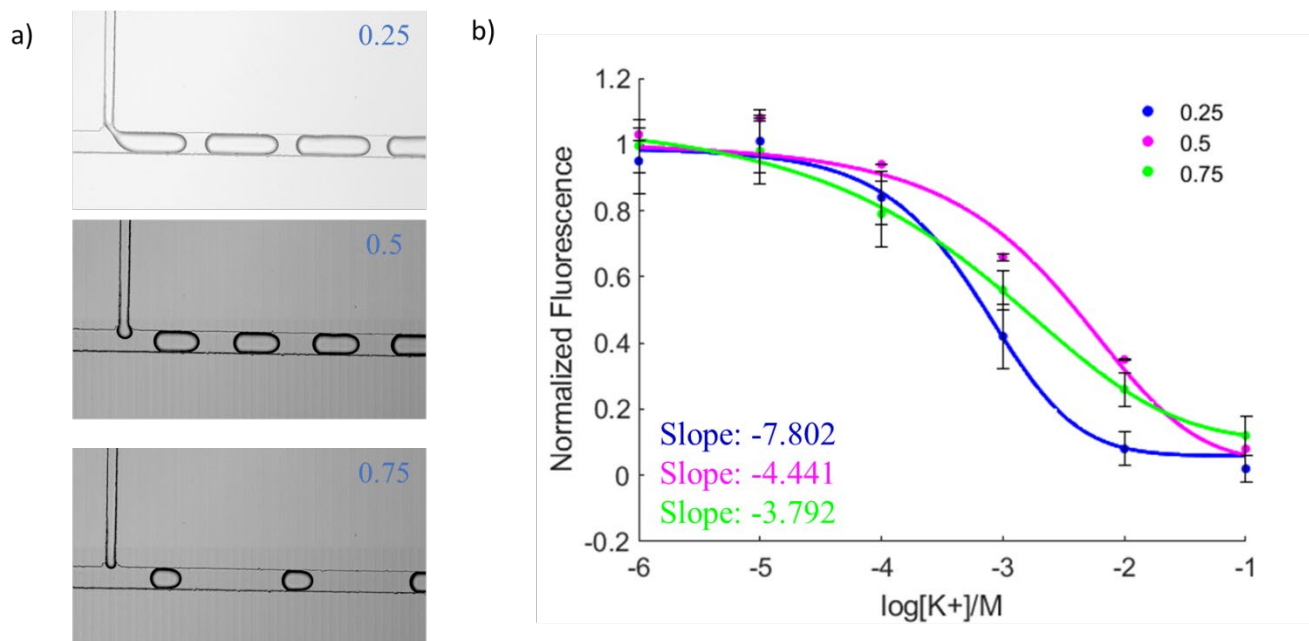 a)
0.25
0.5
0.75
b)
Normalized Fluorescence
1.2
1
0.8
0.6
0.4
0.2
0
-0.2
0.25
0.5
0.75
Slope: -7.802
Slope: -4.441
Slope: -3.792
-6 -5 -4 -3 -2 -1
log[K+]/M